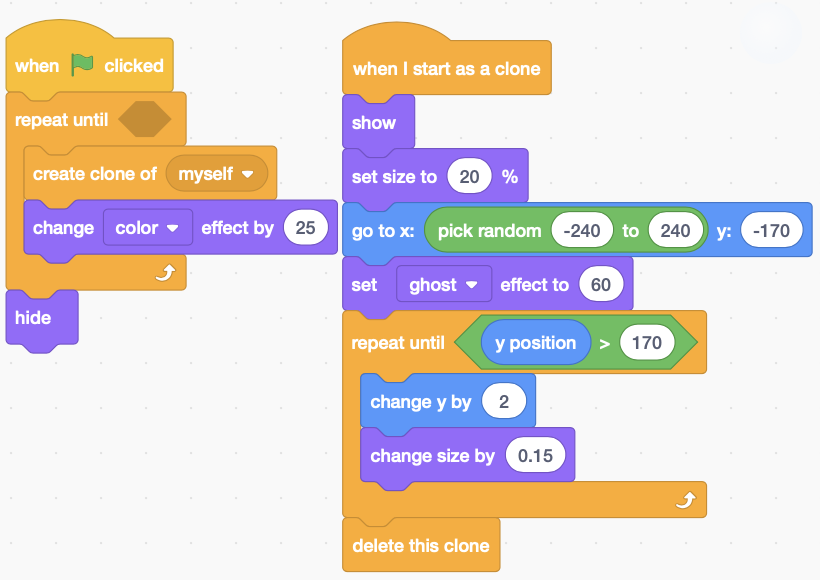 when clicked
repeat until
create clone of myself
change color effect by 25
hide
when I start as a clone
show
set size to 20 %
go to x: pick random -240 to 240 y: -170
set ghost effect to 60
repeat until y position > 170
change y by 2
change size by 0.15
delete this clone